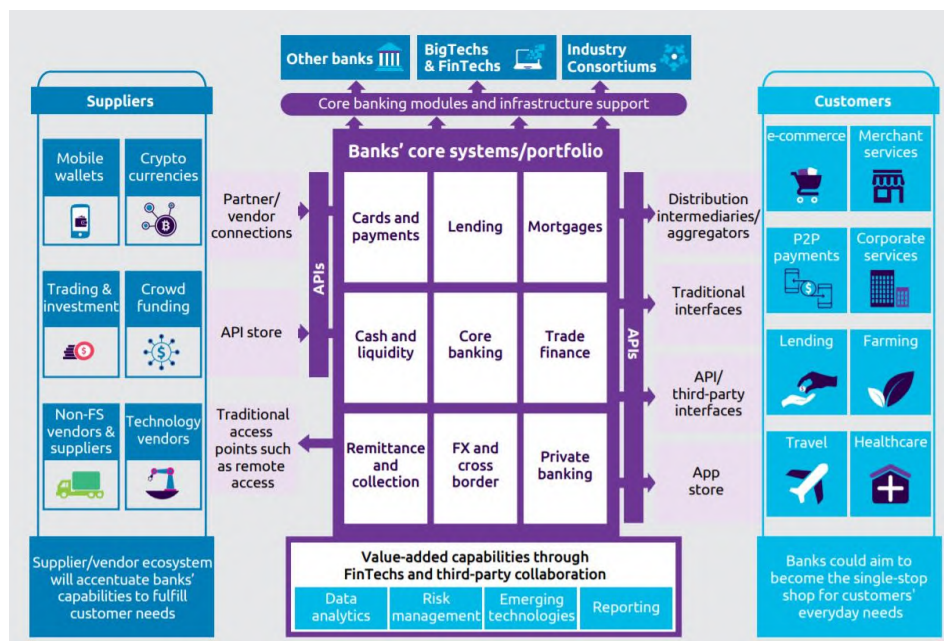 Other banks
BigTechs
& FinTechs
Industry
Consortiums
Core banking modules and infrastructure support
Suppliers
Mobile
wallets
Crypto
currencies
Trading &
investment
Crowd
funding
Non-FS
vendors &
suppliers
Technology
vendors
Supplier/vendor ecosystem
will accentuate banks'
capabilities to fulfill
customer needs
Partner/
vendor
connections
API store
Traditional
access
points such
as remote
access
APIs
Banks' core systems/portfolio
Cards and
payments
Lending
Mortgages
Cash and
liquidity
Core
banking
Trade
finance
Remittance
and
collection
FX and
cross
border
Private
banking
Value-added capabilities through
FinTechs and third-party collaboration
Data
analytics
Risk
management
Emerging
technologies
Reporting
APIs
Distribution
intermediaries/
aggregators
Traditional
interfaces
API/
third-party
interfaces
App
store
Customers
e-commerce
Merchant
services
P2P
payments
Corporate
services
Lending
Farming
Travel
Healthcare
Banks could aim to
become the single-stop
shop for customers'
everyday needs